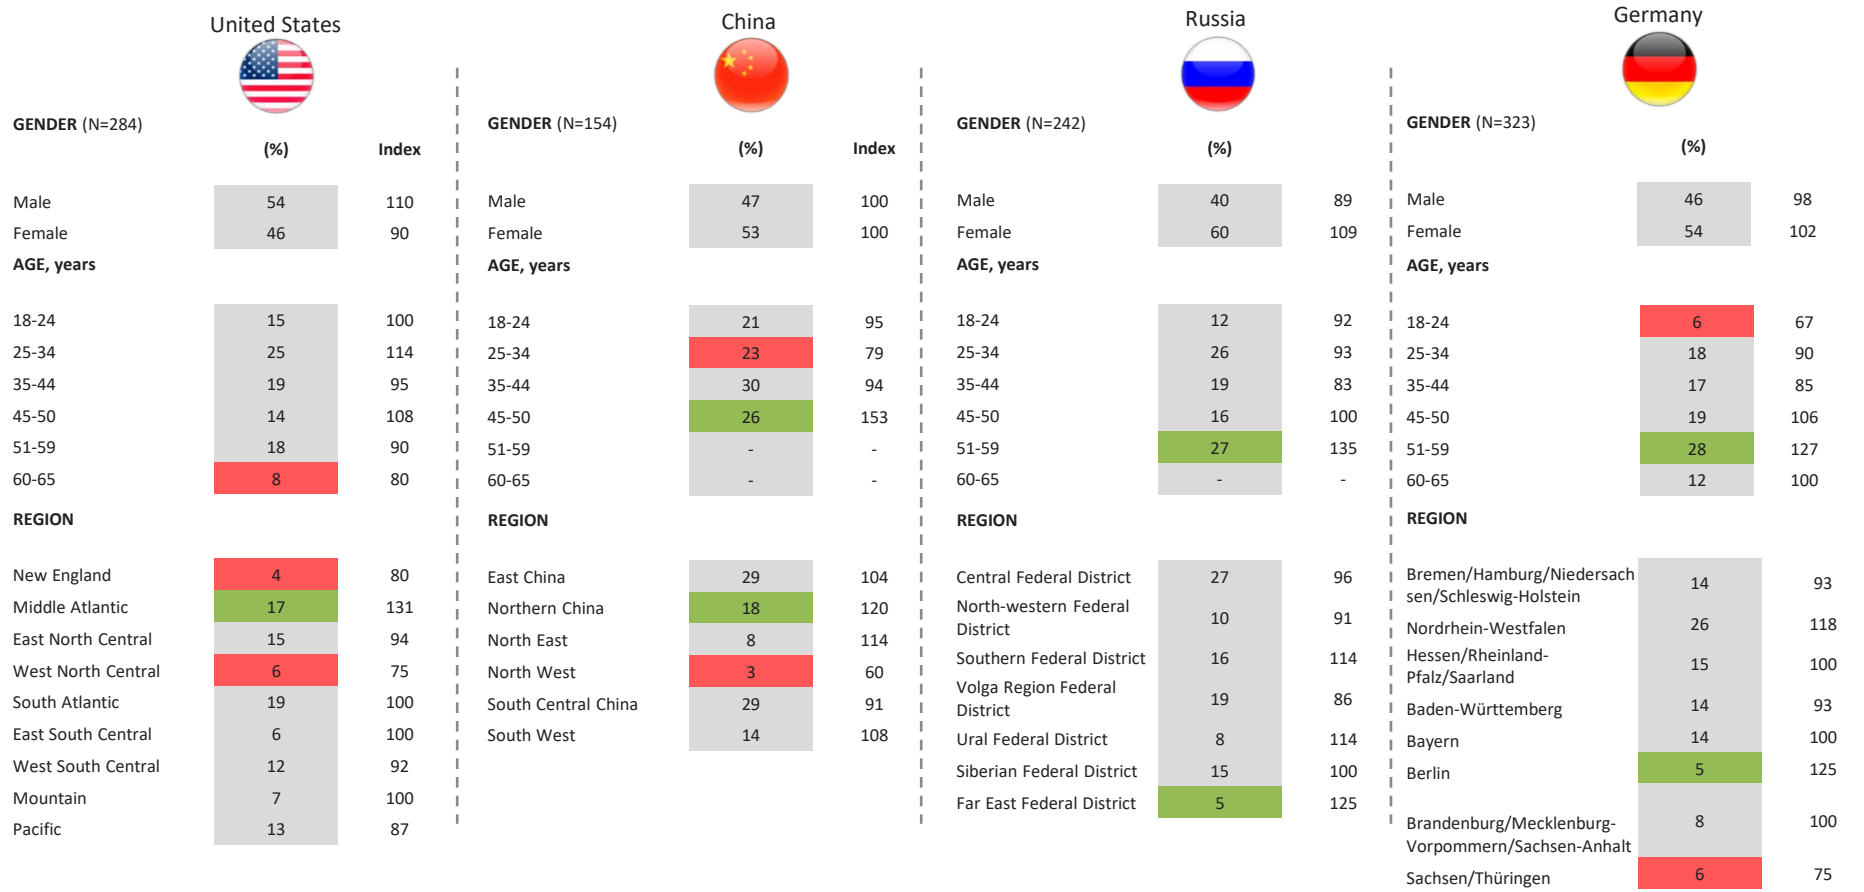 United States
GENDER (N=284)
(%) Index
Male 54 110
Female 46 90
AGE, years
18-24 15 100
25-34 25 114
35-44 19 95
45-50 14 108
51-59 18 90
60-65 8 80
REGION
New England 4 80
Middle Atlantic 17 131
East North Central 15 94
West North Central 6 75
South Atlantic 19 100
East South Central 6 100
West South Central 12 92
Mountain 7 100
Pacific 13 87
China
GENDER (N=154)
(%) Index
Male 47 100
Female 53 100
AGE, years
18-24 21 95
25-34 23 79
35-44 30 94
45-50 26 153
51-59 - -
60-65 - -
REGION
East China 29 104
Northern China 18 120
North East 8 114
North West 3 60
South Central China 29 91
South West 14 108
Russia
GENDER (N=242)
(%)
Male 40 89
Female 60 109
AGE, years
18-24 12 92
25-34 26 93
35-44 19 83
45-50 16 100
51-59 27 135
60-65 - -
REGION
Central Federal District 27 96
North-western Federal
District 10 91
Southern Federal District 16 114
Volga Region Federal
District 19 86
Ural Federal District 8 114
Siberian Federal District 15 100
Far East Federal District 5 125
Germany
GENDER (N=323)
(%)
Male 46 98
Female 54 102
AGE, years
18-24 6 67
25-34 18 90
35-44 17 85
45-50 19 106
51-59 28 127
60-65 12 100
REGION
Bremen/Hamburg/Niedersach
sen/Schleswig-Holstein 14 93
Nordrhein-Westfalen 26 118
Hessen/Rheinland-
Pfalz/Saarland 15 100
Baden-Württemberg 14 93
Bayern 14 100
Berlin 5 125
Brandenburg/Mecklenburg-
Vorpommern/Sachsen-Anhalt 8 100
Sachsen/Thüringen 6 75